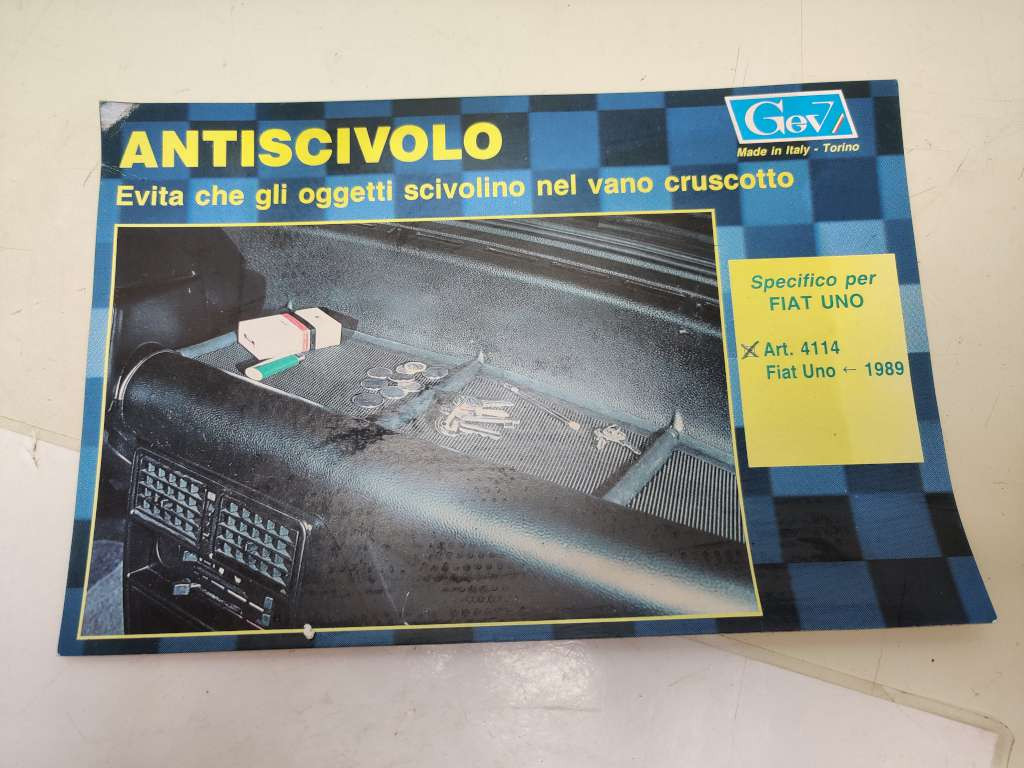 ANTISCIVOLO
Evita che gli oggetti scivolino nel vano cruscotto
Gev
Made in Italy - Torino
Specifico per
FIAT UNO
Art. 4114
Fiat Uno ← 1989